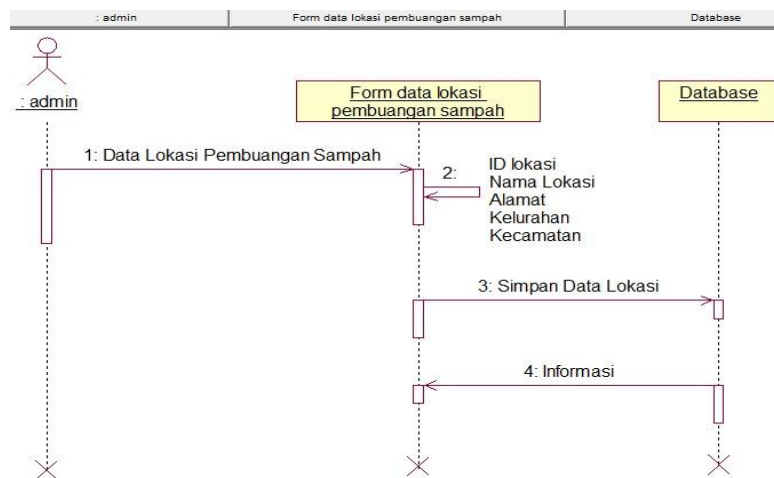 : admin
Form data lokasi pembuangan sampah
Database
: admin
Form data lokasi
pembuangan sampah
Database
1: Data Lokasi Pembuangan Sampah
2:
ID lokasi
Nama Lokasi
Alamat
Kelurahan
Kecamatan
3: Simpan Data Lokasi
4: Informasi